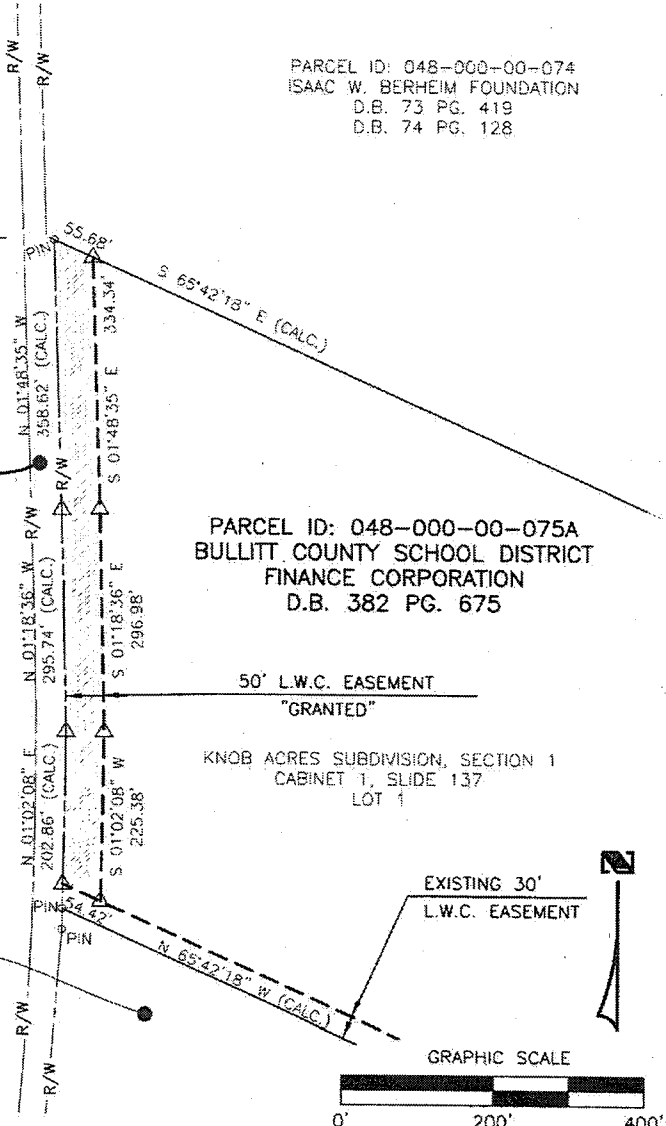 R/W
R/W
PARCEL ID: 048-000-00-074
ISAAC W. BERHEIM FOUNDATION
D.B. 73 PG. 419
D.B. 74 PG. 128
PIN
55.68'
S 65°42'18" E (CALC.)
N 01°48'35" W
358.62' (CALC.)
S 01°48'35" E 334.34'
R/W
R/W
PARCEL ID: 048-000-00-075A
BULLITT COUNTY SCHOOL DISTRICT
FINANCE CORPORATION
D.B. 382 PG. 675
N 01°18'36" W
295.74' (CALC.)
S 01°18'36" E
296.98'
50' L.W.C. EASEMENT
"GRANTED"
KNOB ACRES SUBDIVISION, SECTION 1
CABINET 1, SLIDE 137
LOT 1
N 01°02'08" E
202.86' (CALC.)
S 01°02'08" W
225.38'
EXISTING 30'
L.W.C. EASEMENT
N
PIN
54.42'
PIN
N 65°42'18" W (CALC.)
R/W
R/W
GRAPHIC SCALE
0' 200' 400'